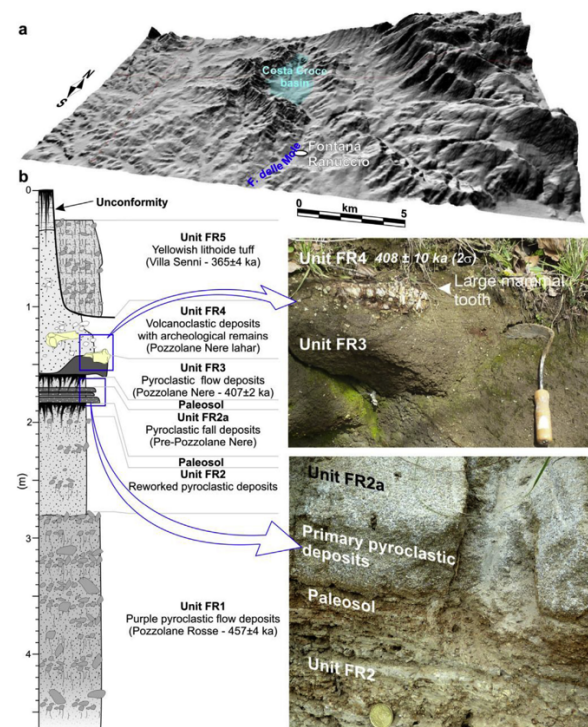 a
Costa Croce
basin
N
S
F. delle Mole
Fontana
Ranuccio
0
5
km
b
0
Unconformity
Unit FR5
Yellowish lithoide tuff
(Villa Senni - 365±4 ka)
1
Unit FR4
Volcanoclastic deposits
with archeological remains
(Pozzolane Nere lahar)
Unit FR3
Pyroclastic flow deposits
(Pozzolane Nere - 407±2 ka)
Paleosol
Unit FR2a
Pyroclastic fall deposits
(Pre-Pozzolane Nere)
2
(m)
Paleosol
Unit FR2
Reworked pyroclastic deposits
3
Unit FR1
Purple pyroclastic flow deposits
(Pozzolane Rosse - 457±4 ka)
4
Unit FR4 408 ± 10 ka (2σ)
Large mammal
tooth
Unit FR3
Unit FR2a
Primary pyroclastic
deposits
Paleosol
Unit FR2